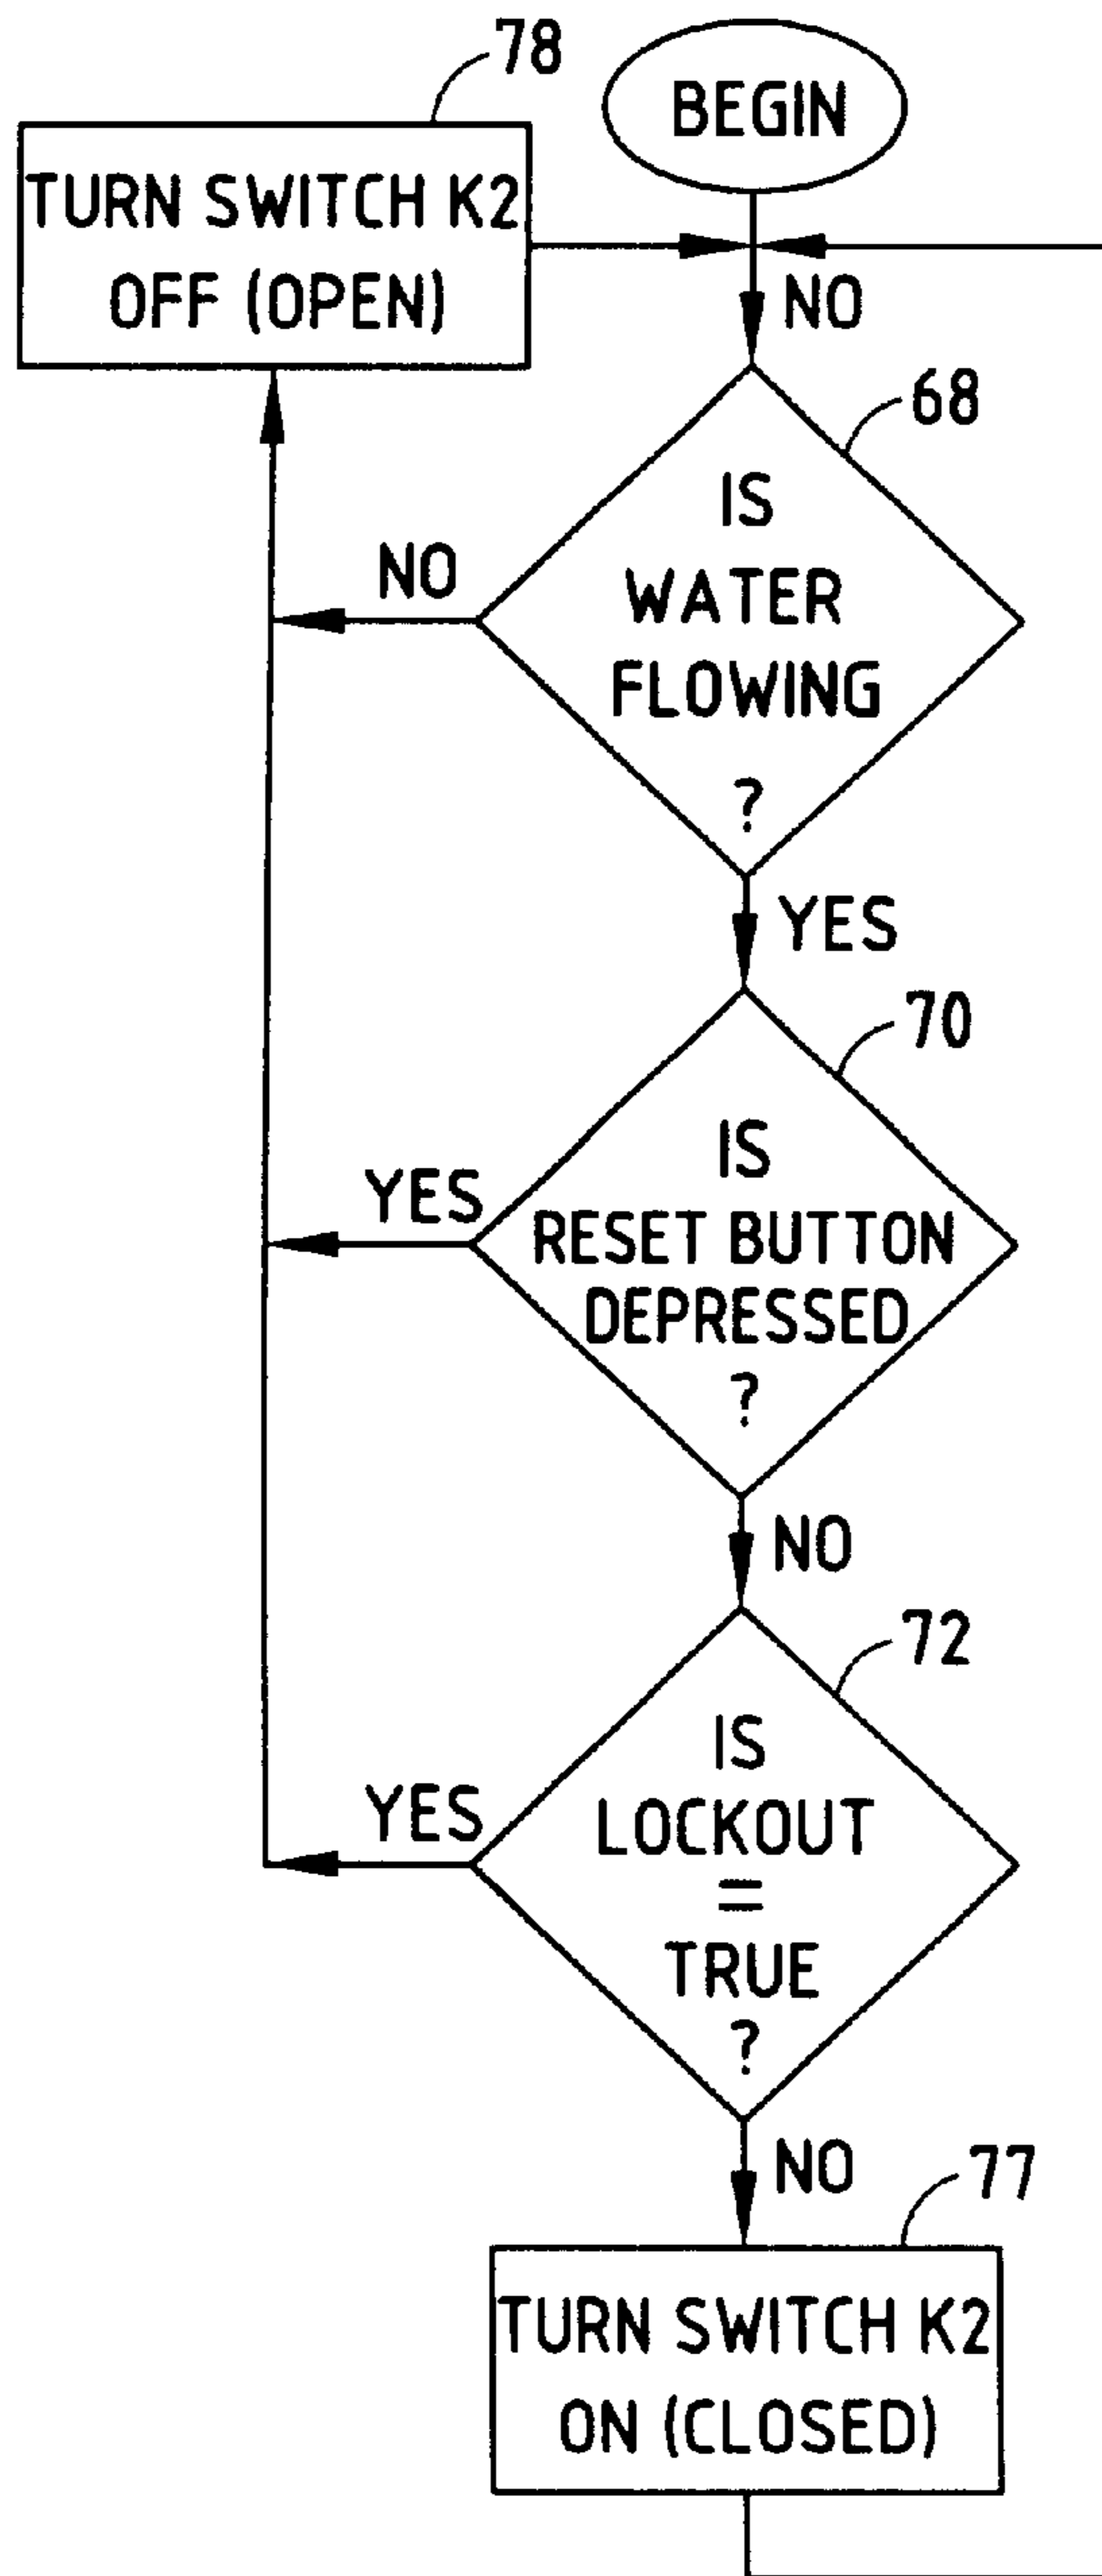 78
BEGIN
TURN SWITCH K2
OFF (OPEN)
NO
68
IS
WATER
FLOWING
?
NO
YES
70
IS
RESET BUTTON
DEPRESSED
?
YES
NO
72
IS
LOCKOUT
=
TRUE
?
YES
NO
77
TURN SWITCH K2
ON (CLOSED)